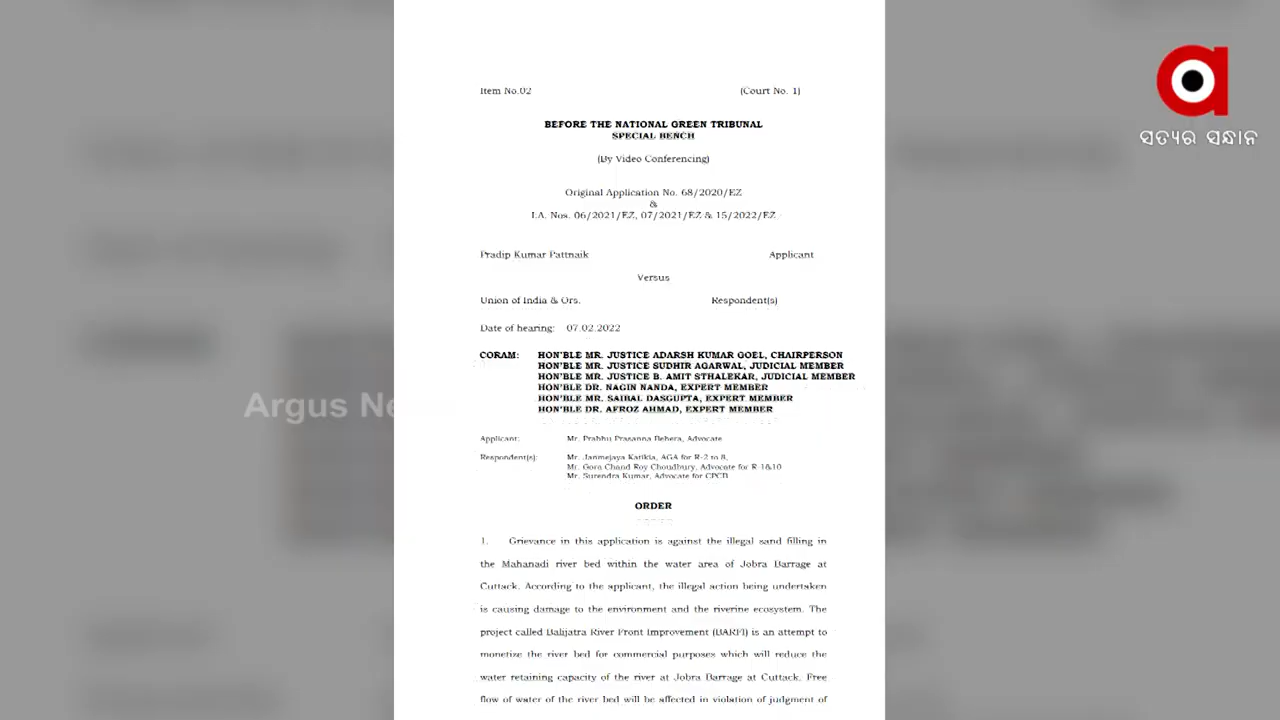 Item No.02 (Court No. 1)
BEFORE THE NATIONAL GREEN TRIBUNAL
SPECIAL BENCH
(By Video Conferencing)
Original Application No. 68/2020/EZ
&
I.A. Nos. 06/2021/EZ, 07/2021/EZ & 15/2022/EZ
Pradip Kumar Pattnaik Applicant
Versus
Union of India & Ors. Respondent(s)
Date of hearing: 07.02.2022
CORAM: HON'BLE MR. JUSTICE ADARSH KUMAR GOEL, CHAIRPERSON
HON'BLE MR. JUSTICE SUDHIR AGARWAL, JUDICIAL MEMBER
HON'BLE MR. JUSTICE B. AMIT STHALEKAR, JUDICIAL MEMBER
HON'BLE DR. NAGIN NANDA, EXPERT MEMBER
HON'BLE MR. SAIBAL DASGUPTA, EXPERT MEMBER
HON'BLE DR. AFROZ AHMAD, EXPERT MEMBER
Applicant: Mr. Prabhu Prasanna Behera, Advocate
Respondent(s): Mr. Janmejaya Katikia, AGA for R-2 to 8,
Mr. Gora Chand Roy Choudhury, Advocate for R-1&10
Mr. Surendra Kumar, Advocate for CPCB
ORDER
1. Grievance in this application is against the illegal sand filling in
the Mahanadi river bed within the water area of Jobra Barrage at
Cuttack. According to the applicant, the illegal action being undertaken
is causing damage to the environment and the riverine ecosystem. The
project called Balijatra River Front Improvement (BARFI) is an attempt to
monetize the river bed for commercial purposes which will reduce the
water retaining capacity of the river at Jobra Barrage at Cuttack. Free
flow of water of the river bed will be affected in violation of judgment of
ସତ୍ୟର ସନ୍ଧାନ
Argus